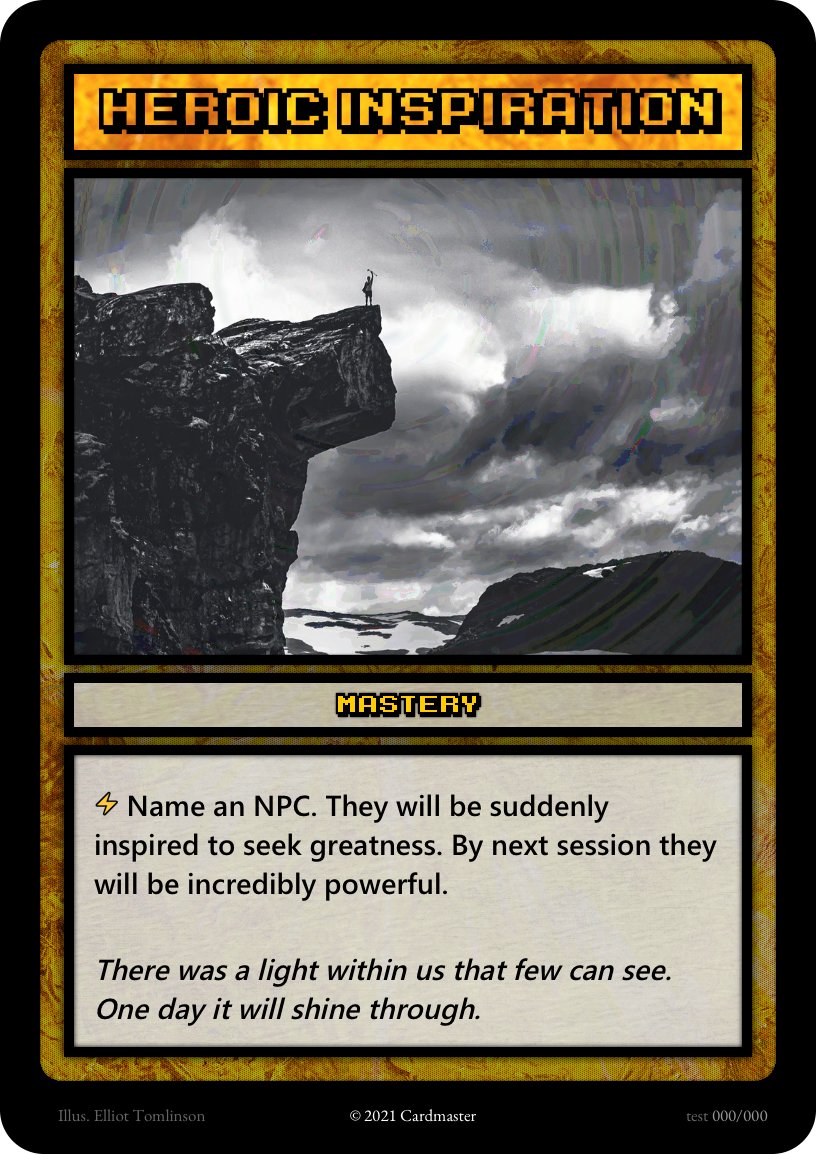 HEROIC INSPIRATION
MASTERY
⚡ Name an NPC. They will be suddenly
inspired to seek greatness. By next session they
will be incredibly powerful.
There was a light within us that few can see.
One day it will shine through.
Illus. Elliot Tomlinson © 2021 Cardmaster test 000/000